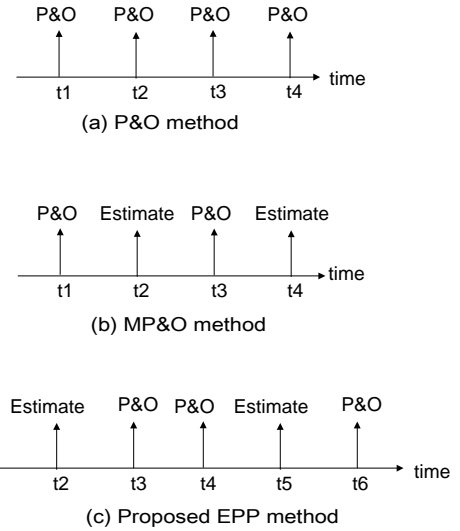 P&O P&O P&O P&O
time
t1 t2 t3 t4
(a) P&O method
P&O Estimate P&O Estimate
time
t1 t2 t3 t4
(b) MP&O method
Estimate P&O P&O Estimate P&O
time
t2 t3 t4 t5 t6
(c) Proposed EPP method